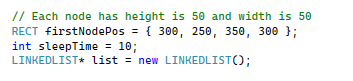 // Each node has height is 50 and width is 50
RECT firstNodePos = { 300, 250, 350, 300 };
int sleepTime = 10;
LINKEDLIST* list = new LINKEDLIST();